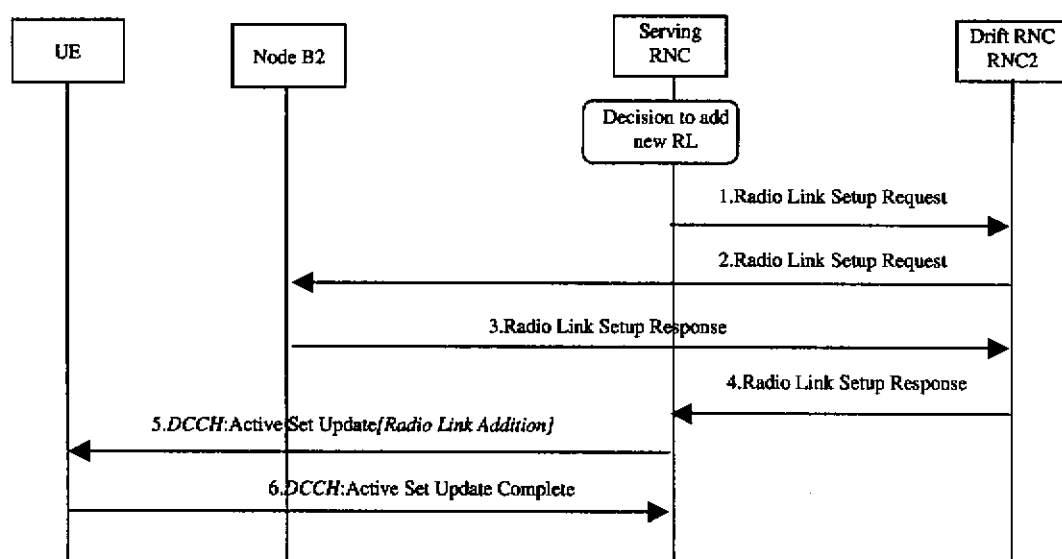 UE
Node B2
Serving
RNC
Drift RNC
RNC2
Decision to add
new RL
1.Radio Link Setup Request
2.Radio Link Setup Request
3.Radio Link Setup Response
4.Radio Link Setup Response
5.DCCH:Active Set Update[Radio Link Addition]
6.DCCH:Active Set Update Complete